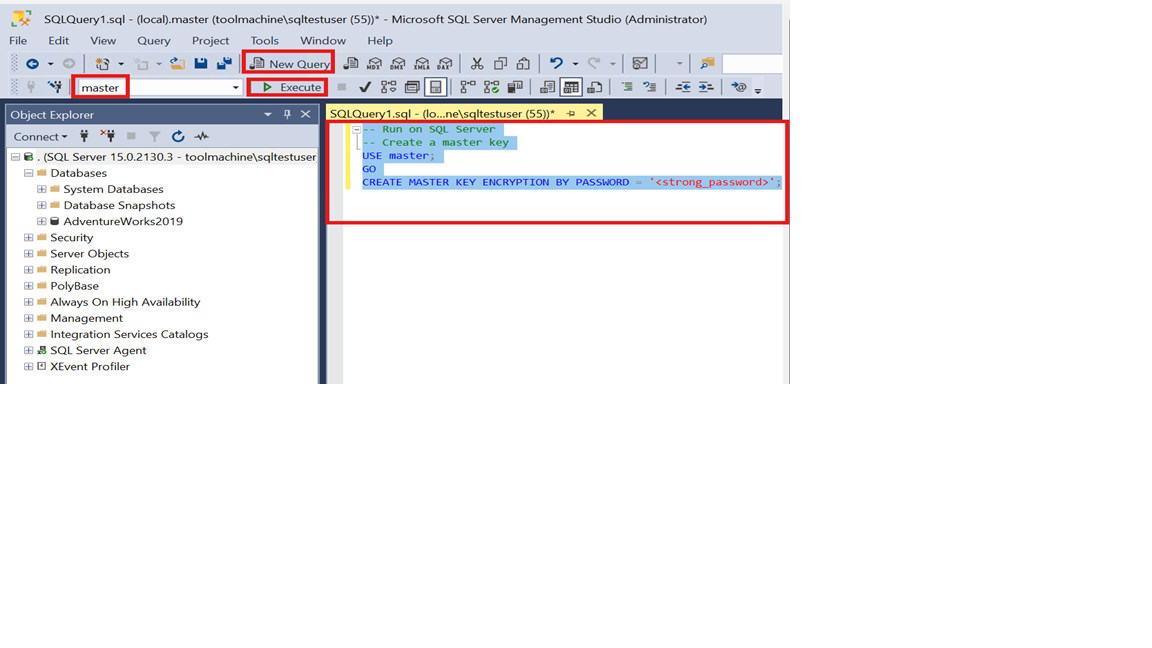 SQLQuery1.sql - (local).master (toolmachine\sqltestuser (55))* - Microsoft SQL Server Management Studio (Administrator)
File Edit View Query Project Tools Window Help
New Query MDX DMX XMLA DAX
master Execute
Object Explorer
Connect
. (SQL Server 15.0.2130.3 - toolmachine\sqltestuser
Databases
System Databases
Database Snapshots
AdventureWorks2019
Security
Server Objects
Replication
PolyBase
Always On High Availability
Management
Integration Services Catalogs
SQL Server Agent
XEvent Profiler
SQLQuery1.sql - (lo...ne\sqltestuser (55))*
-- Run on SQL Server
-- Create a master key
USE master;
GO
CREATE MASTER KEY ENCRYPTION BY PASSWORD = '<strong_password>';